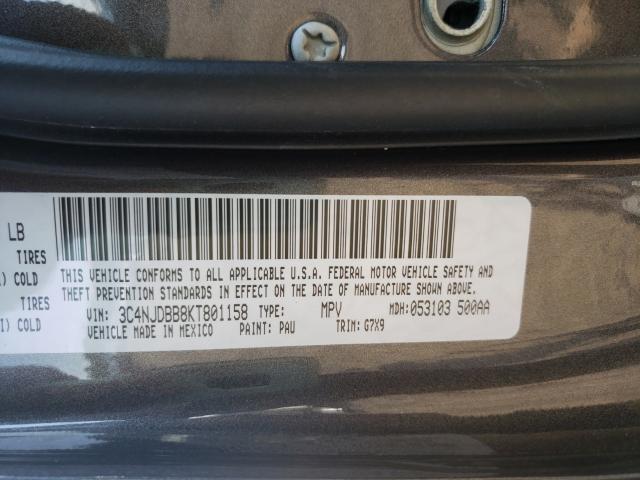 LB
TIRES
) COLD
THIS VEHICLE CONFORMS TO ALL APPLICABLE U.S.A. FEDERAL MOTOR VEHICLE SAFETY AND
THEFT PREVENTION STANDARDS IN EFFECT ON THE DATE OF MANUFACTURE SHOWN ABOVE.
TIRES
I) COLD
VIN: 3C4NJDBB8KT801158 TYPE: MPV MDH:053103 500AA
VEHICLE MADE IN MEXICO PAINT: PAU TRIM: G7X9